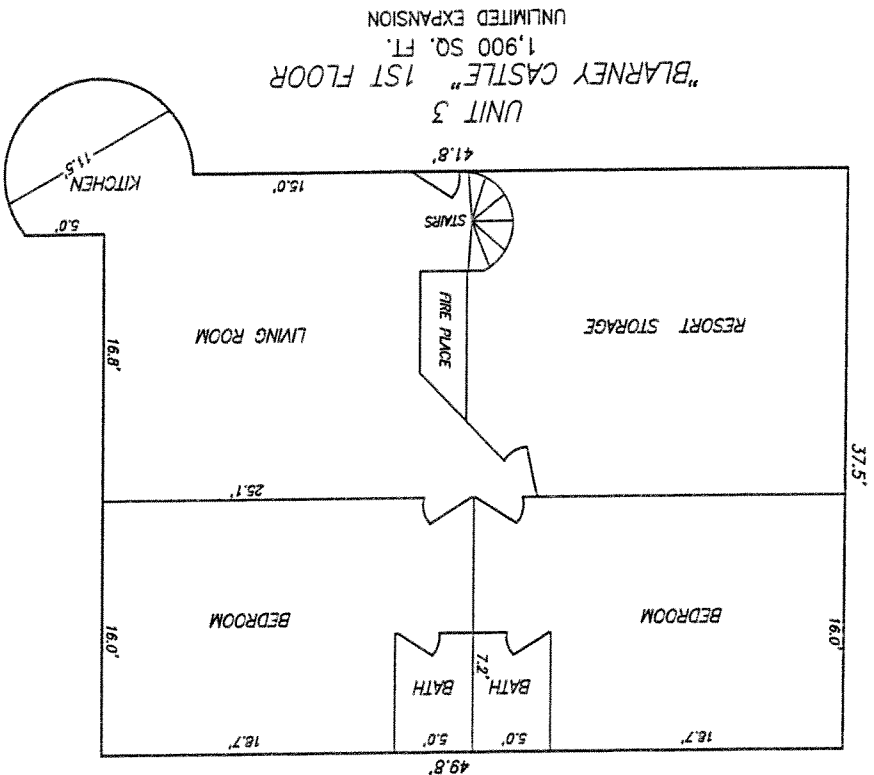 49.8'
18.7'
5.0'
5.0'
18.7'
BATH
BATH
7.2'
16.0'
BEDROOM
BEDROOM
16.0'
25.1'
37.5'
RESORT STORAGE
FIRE PLACE
LIVING ROOM
16.8'
STAIRS
5.0'
KITCHEN
11.5'
15.0'
41.8'
UNIT 3
"BLARNEY CASTLE" 1ST FLOOR
1,900 SQ. FT.
UNLIMITED EXPANSION